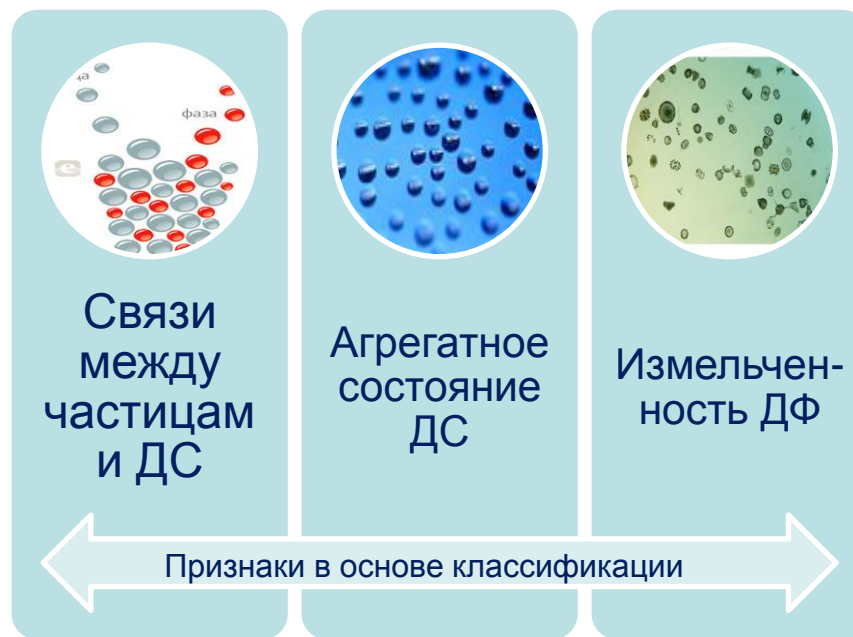 фаза
Связи
между
частицам
и ДС
Агрегатное
состояние
ДС
Измельчен-
ность ДФ
Признаки в основе классификации